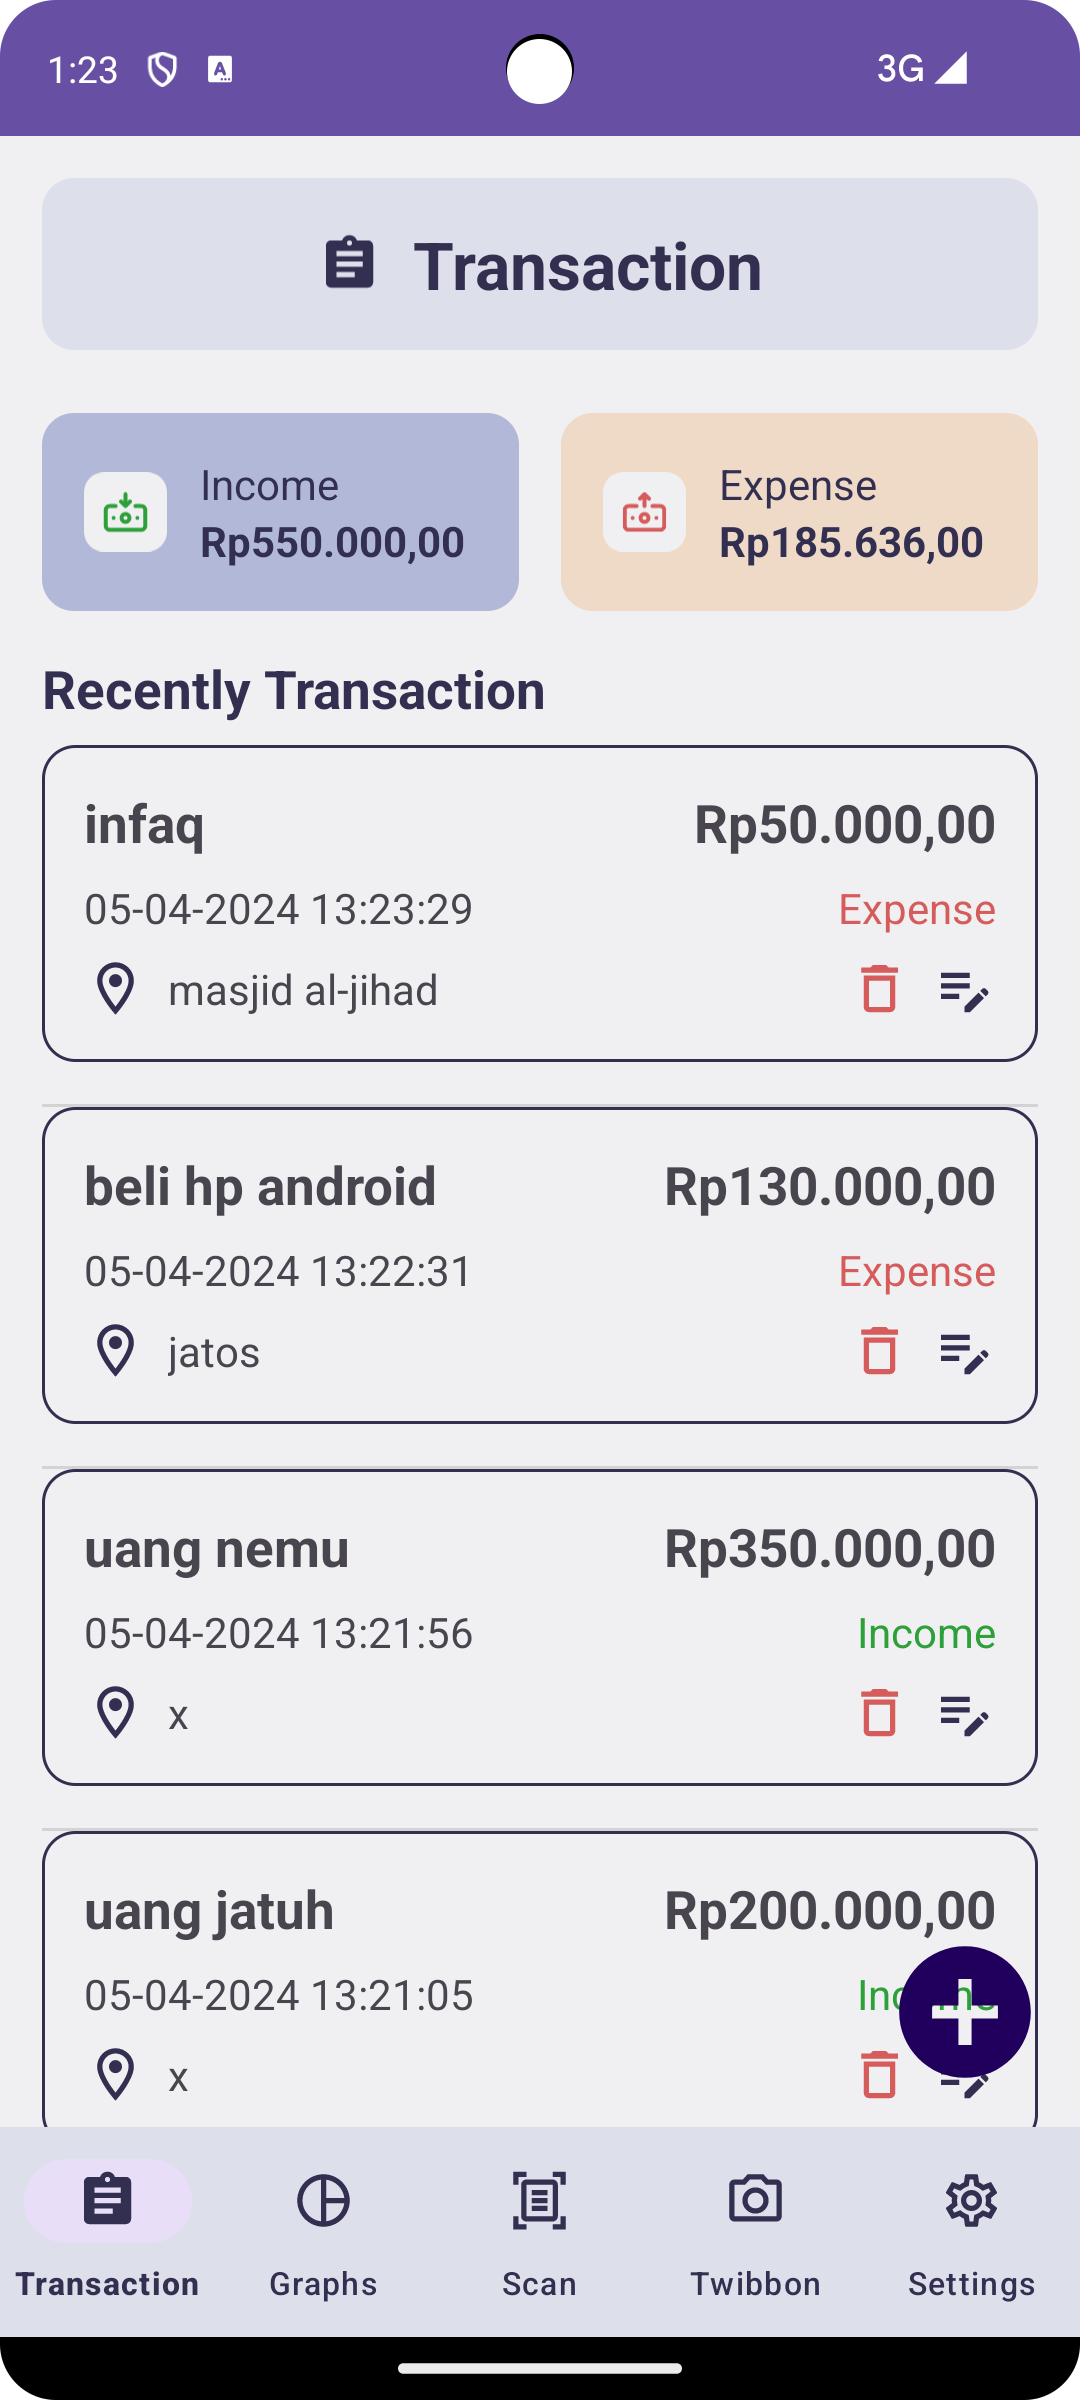 1:23
3G
Transaction
Income
Rp550.000,00
Expense
Rp185.636,00
Recently Transaction
infaq
Rp50.000,00
05-04-2024 13:23:29
Expense
masjid al-jihad
beli hp android
Rp130.000,00
05-04-2024 13:22:31
Expense
jatos
uang nemu
Rp350.000,00
05-04-2024 13:21:56
Income
x
uang jatuh
Rp200.000,00
05-04-2024 13:21:05
Income
x
Transaction
Graphs
Scan
Twibbon
Settings